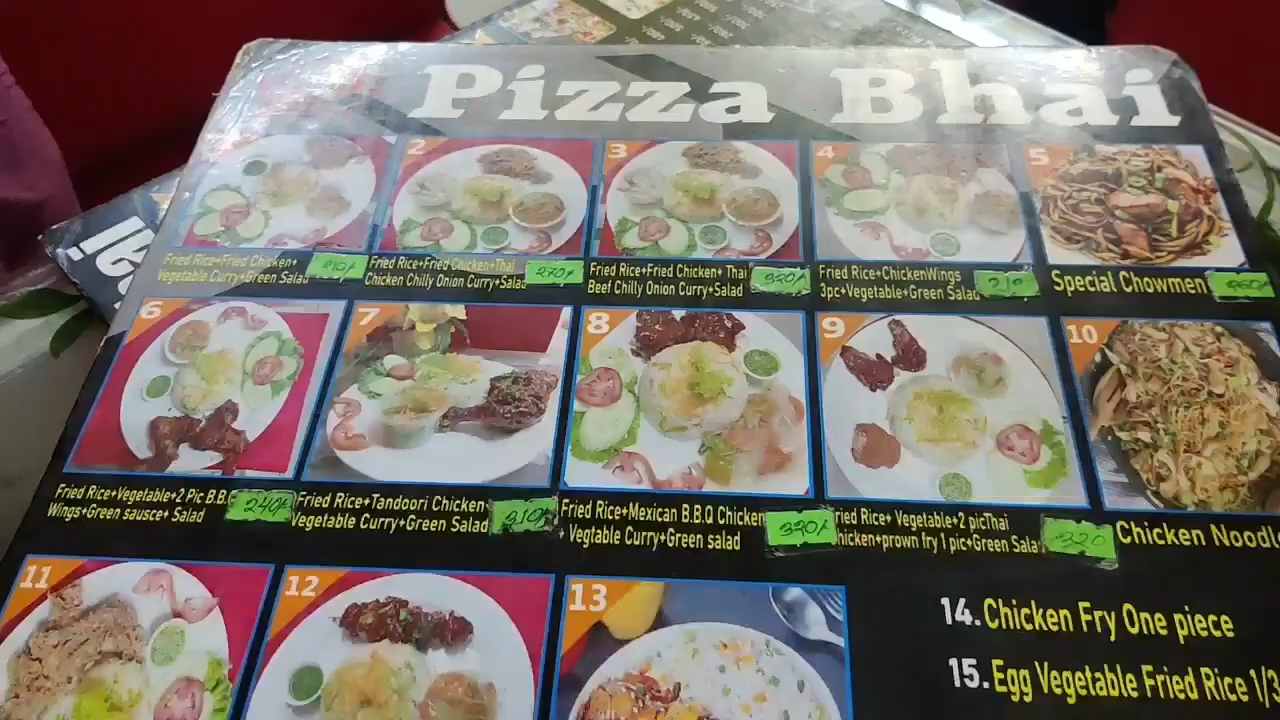 Pizza Bhai
2
3
4
5
Fried Rice+Fried Chicken+
Vegetable Curry+Green Salad
Fried Rice+Fried Chicken+Thai
Chicken Chilly Onion Curry+Salad
Fried Rice+Fried Chicken+ Thai
Beef Chilly Onion Curry+Salad
320/-
Fried Rice+ChickenWings
3pc+Vegetable+Green Salad
Special Chowmen
6
7
8
9
10
Fried Rice+Vegetable+2 Pic B.B.
Wings+Green sausce+ Salad
240/-
Fried Rice+Tandoori Chicken
Vegetable Curry+Green Salad
310/-
Fried Rice+Mexican B.B.Q Chicken
+ Vegtable Curry+Green salad
330/-
ried Rice+ Vegetable+2 picThai
hicken+prown fry 1 pic+Green Sala
320
Chicken Noodl
11
12
13
14. Chicken Fry One piece
15. Egg Vegetable Fried Rice 1/3